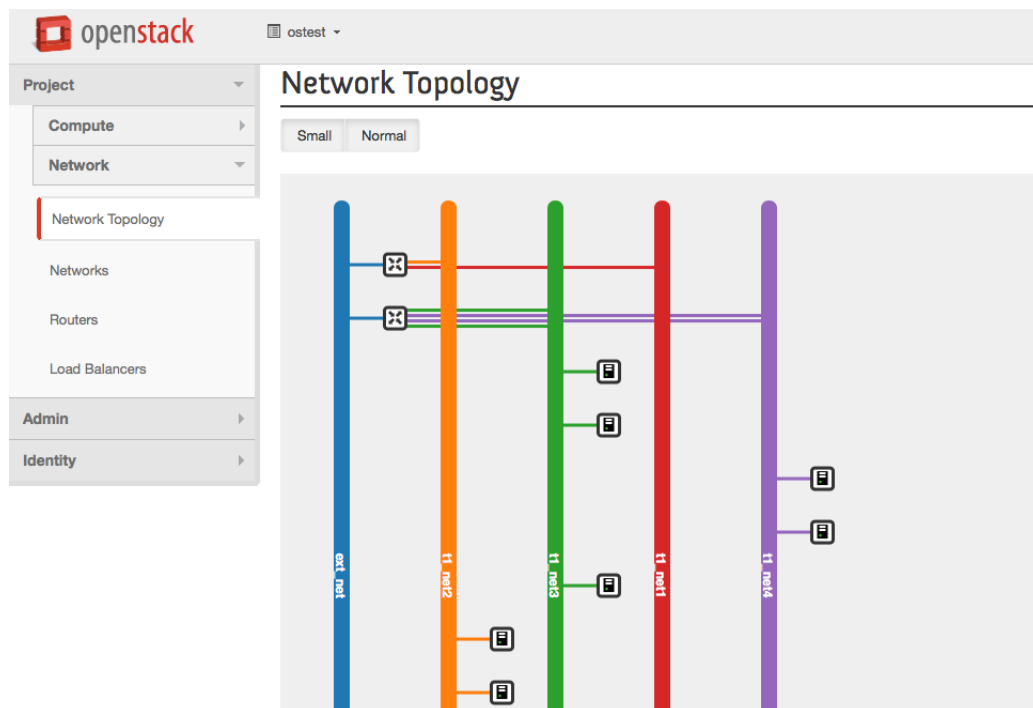 openstack
ostest
Project
Compute
Network
Network Topology
Networks
Routers
Load Balancers
Admin
Identity
Network Topology
Small Normal
ext_net
t1_net2
t1_net3
t1_net1
t1_net4